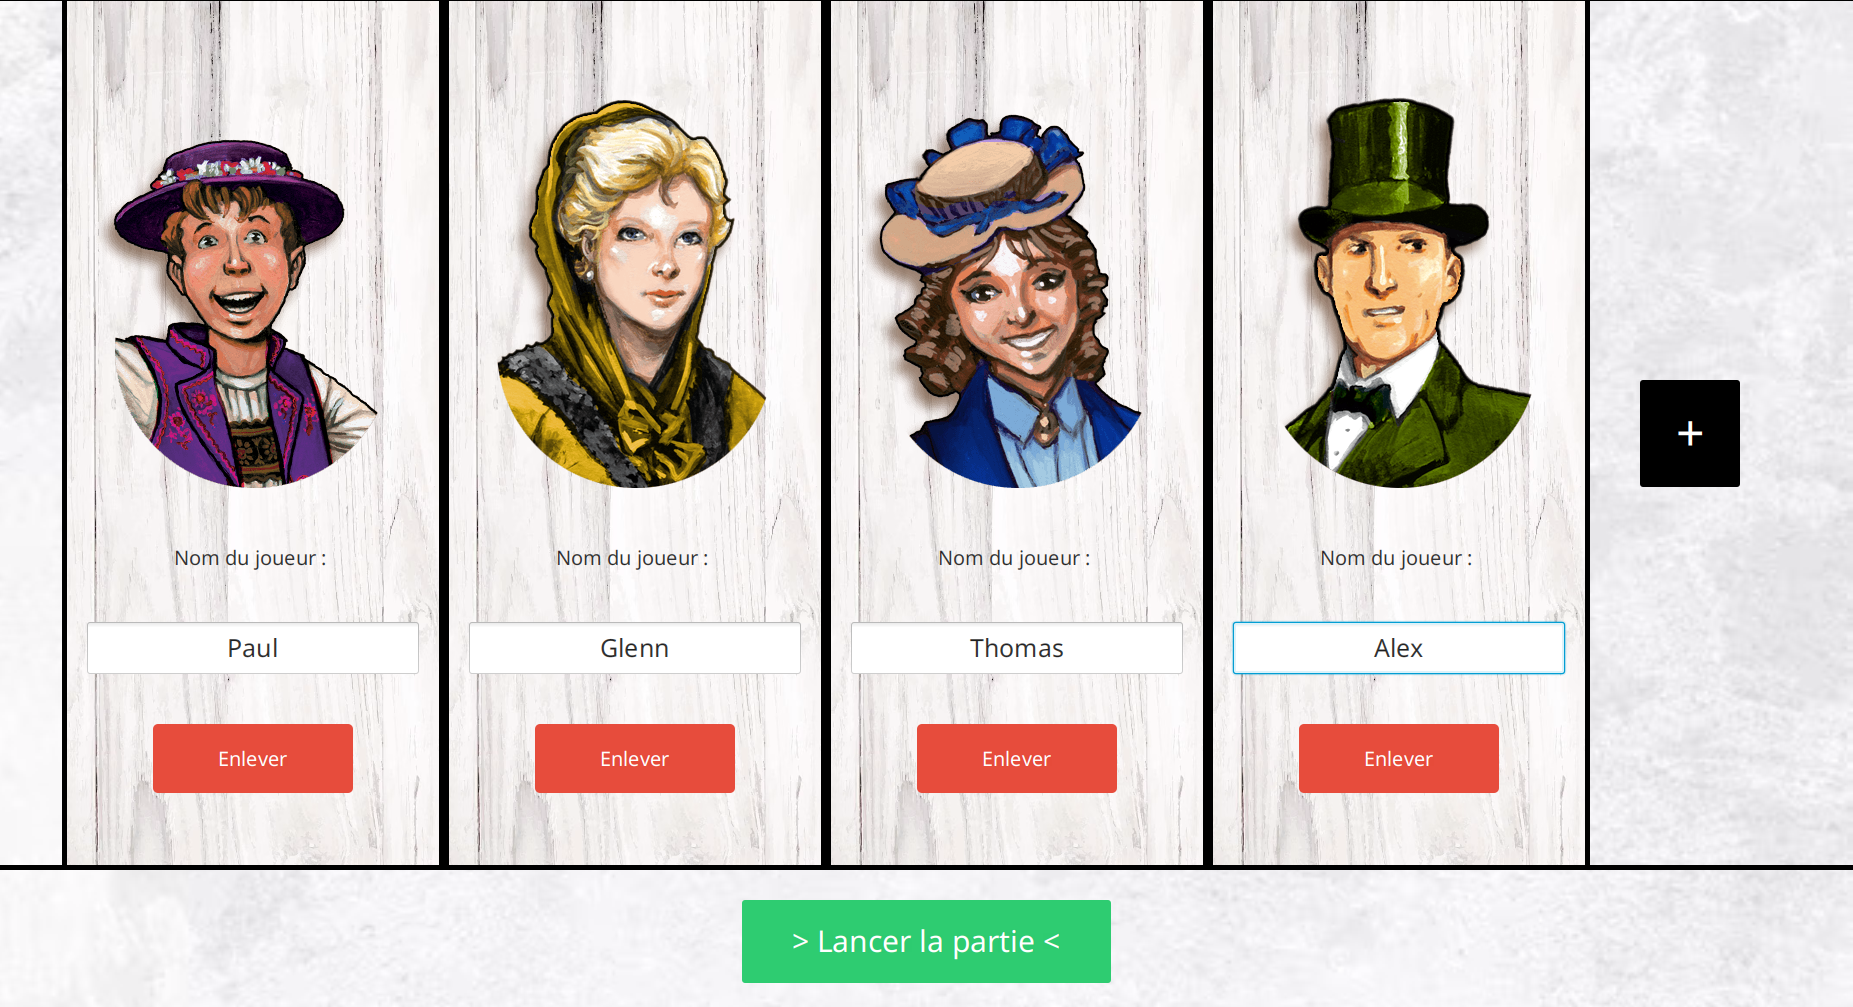 Nom du joueur :
Nom du joueur :
Nom du joueur :
Nom du joueur :
Paul
Glenn
Thomas
Alex
Enlever
Enlever
Enlever
Enlever
+
> Lancer la partie <